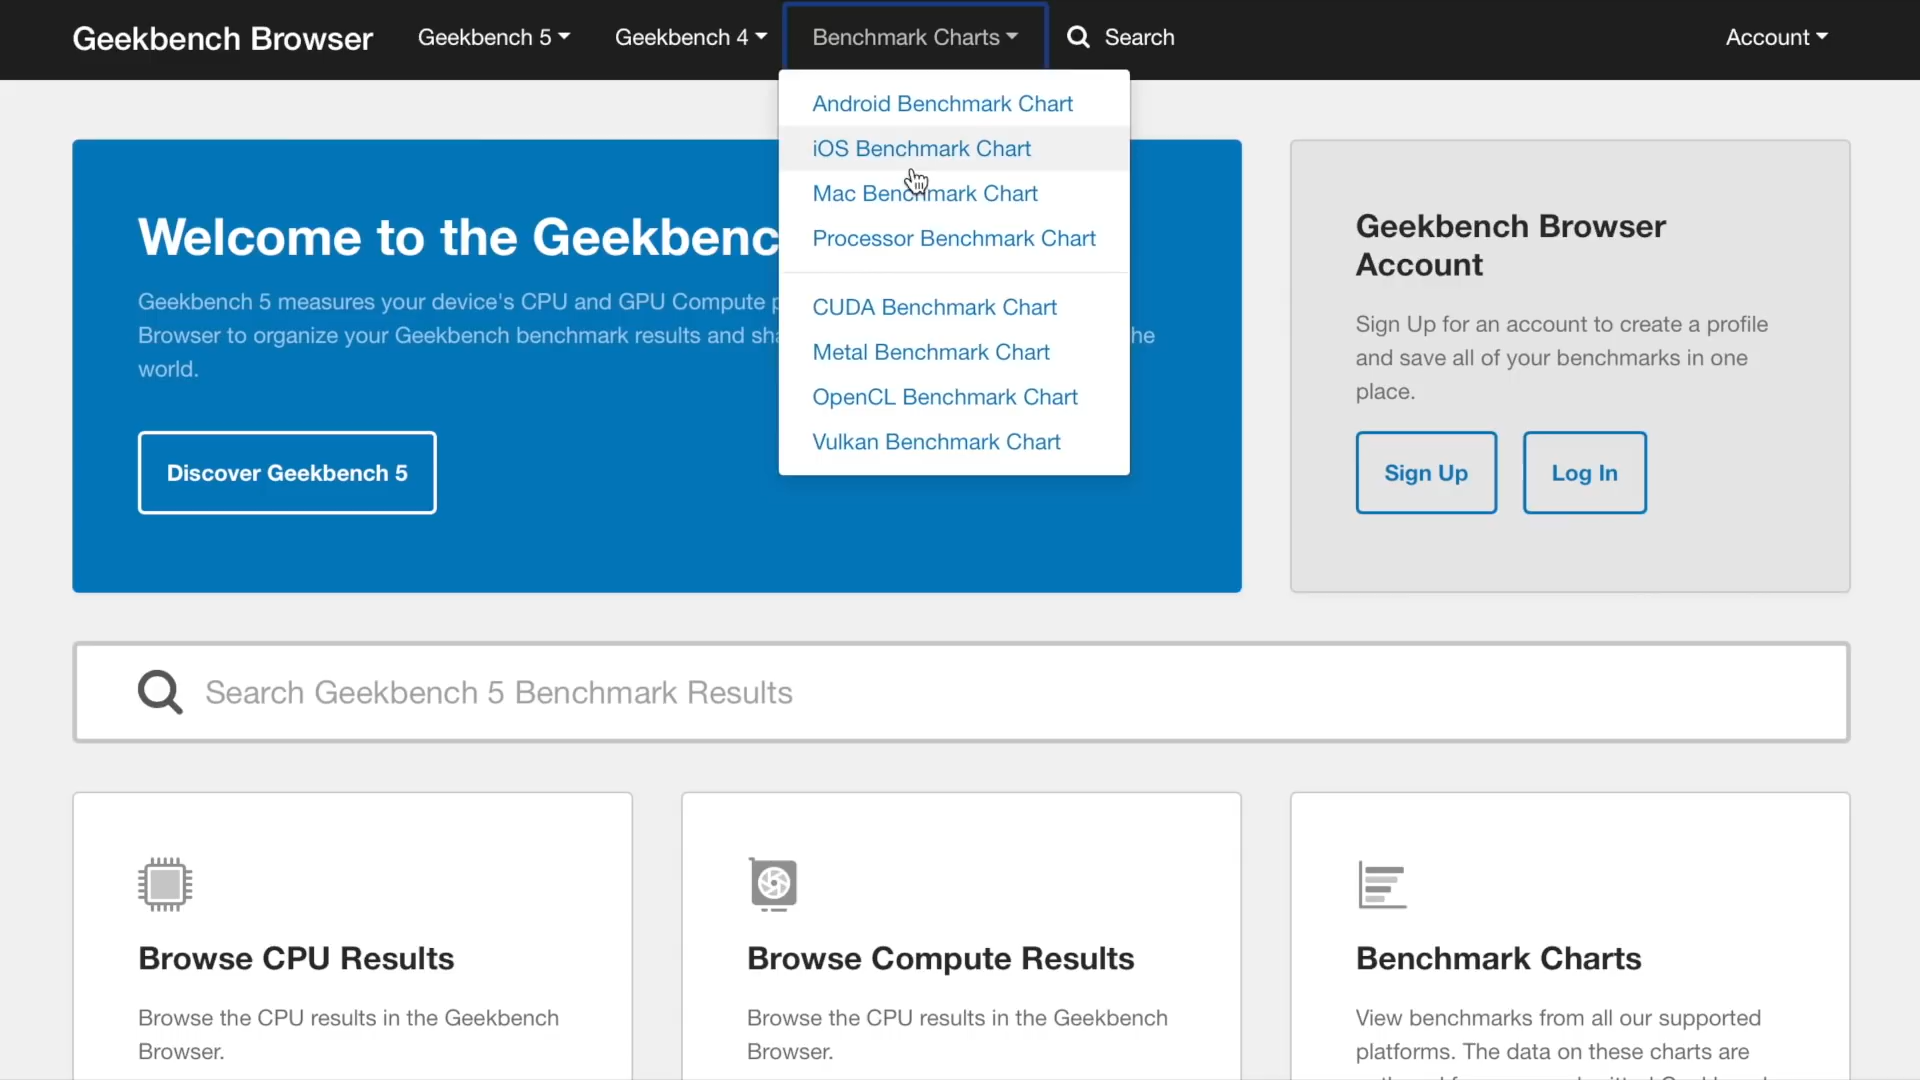 Geekbench Browser
Geekbench 5
Geekbench 4
Benchmark Charts
Search
Account
Android Benchmark Chart
iOS Benchmark Chart
Mac Benchmark Chart
Processor Benchmark Chart
CUDA Benchmark Chart
Metal Benchmark Chart
OpenCL Benchmark Chart
Vulkan Benchmark Chart
Welcome to the
Geekbench 5 measures your device's CPU and GPU Compute
Browser to organize your Geekbench benchmark results and
world.
Discover Geekbench 5
Geekbench Browser
Account
Sign Up for an account to create a profile
and save all of your benchmarks in one
place.
Sign Up
Log In
Search Geekbench 5 Benchmark Results
Browse CPU Results
Browse the CPU results in the Geekbench
Browser.
Browse Compute Results
Browse the CPU results in the Geekbench
Browser.
Benchmark Charts
View benchmarks from all our supported
platforms. The data on these charts are